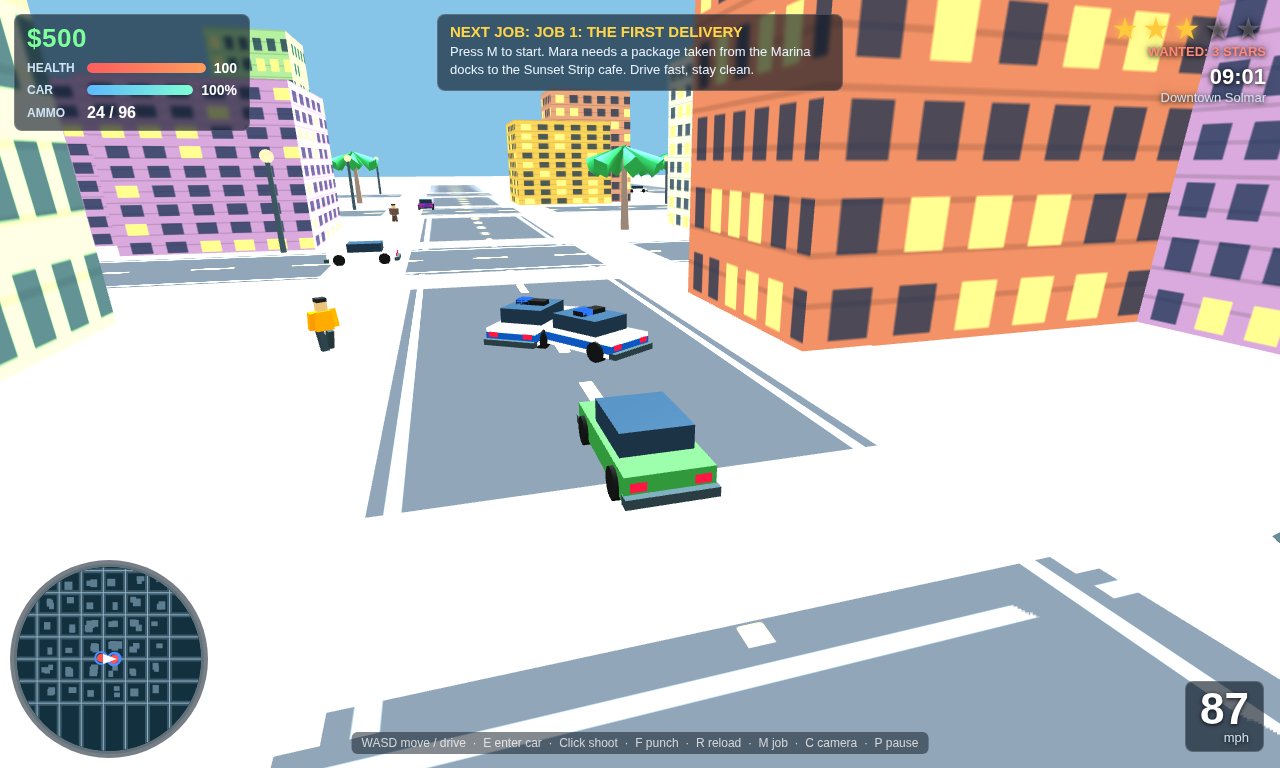 $500
HEALTH 100
CAR 100%
AMMO 24 / 96
NEXT JOB: JOB 1: THE FIRST DELIVERY
Press M to start. Mara needs a package taken from the Marina
docks to the Sunset Strip cafe. Drive fast, stay clean.
WANTED: 3 STARS
09:01
Downtown Solmar
87
mph
WASD move / drive · E enter car · Click shoot · F punch · R reload · M job · C camera · P pause